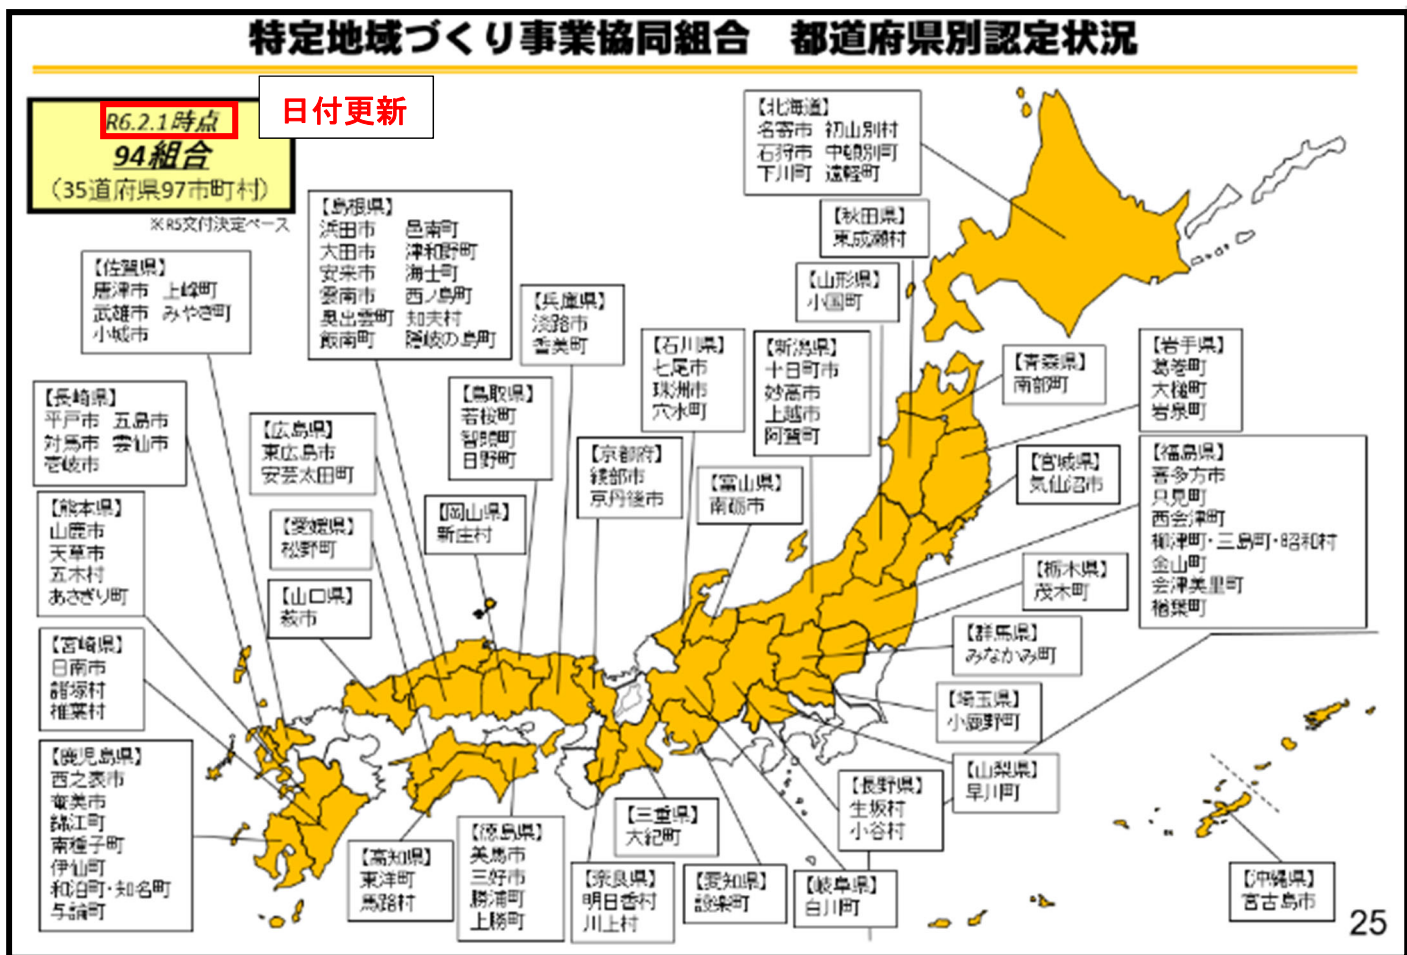 特定地域づくり事業協同組合　都道府県別認定状況
R6.2.1時点
94組合
（35道府県97市町村）
日付更新
※R5交付決定ベース
【北海道】
名寄市 初山別村
石狩市 中頓別町
下川町 遠軽町
【秋田県】
東成瀬村
【山形県】
小国町
【島根県】
浜田市 邑南町
大田市 津和野町
安来市 海士町
雲南市 西ノ島町
奥出雲町 知夫村
飯南町 隠岐の島町
【佐賀県】
唐津市 上峰町
武雄市 みやき町
小城市
【兵庫県】
淡路市
香美町
【石川県】
七尾市
珠洲市
穴水町
【新潟県】
十日町市
妙高市
上越市
阿賀町
【青森県】
南部町
【岩手県】
葛巻町
大槌町
岩泉町
【長崎県】
平戸市 五島市
対馬市 雲仙市
壱岐市
【広島県】
東広島市
安芸太田町
【鳥取県】
若桜町
智頭町
日野町
【京都府】
綾部市
京丹後市
【富山県】
南砺市
【宮城県】
気仙沼市
【福島県】
喜多方市
只見町
西会津町
柳津町・三島町・昭和村
金山町
会津美里町
楢葉町
【熊本県】
山鹿市
天草市
五木村
あさぎり町
【愛媛県】
松野町
【岡山県】
新庄村
【栃木県】
茂木町
【山口県】
萩市
【群馬県】
みなかみ町
【宮崎県】
日南市
諸塚村
椎葉村
【埼玉県】
小鹿野町
【鹿児島県】
西之表市
奄美市
錦江町
南種子町
伊仙町
和泊町・知名町
与論町
【山梨県】
早川町
【長野県】
生坂村
小谷村
【三重県】
大紀町
【高知県】
東洋町
馬路村
【徳島県】
美馬市
三好市
勝浦町
上勝町
【奈良県】
明日香村
川上村
【愛知県】
設楽町
【岐阜県】
白川町
【沖縄県】
宮古島市
25